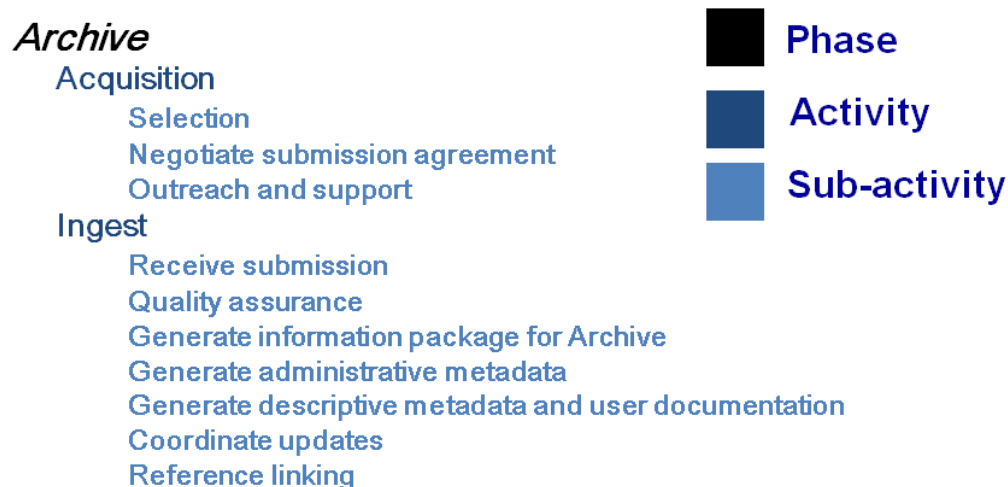 Archive
Acquisition
Selection
Negotiate submission agreement
Outreach and support
Ingest
Receive submission
Quality assurance
Generate information package for Archive
Generate administrative metadata
Generate descriptive metadata and user documentation
Coordinate updates
Reference linking
Phase
Activity
Sub-activity